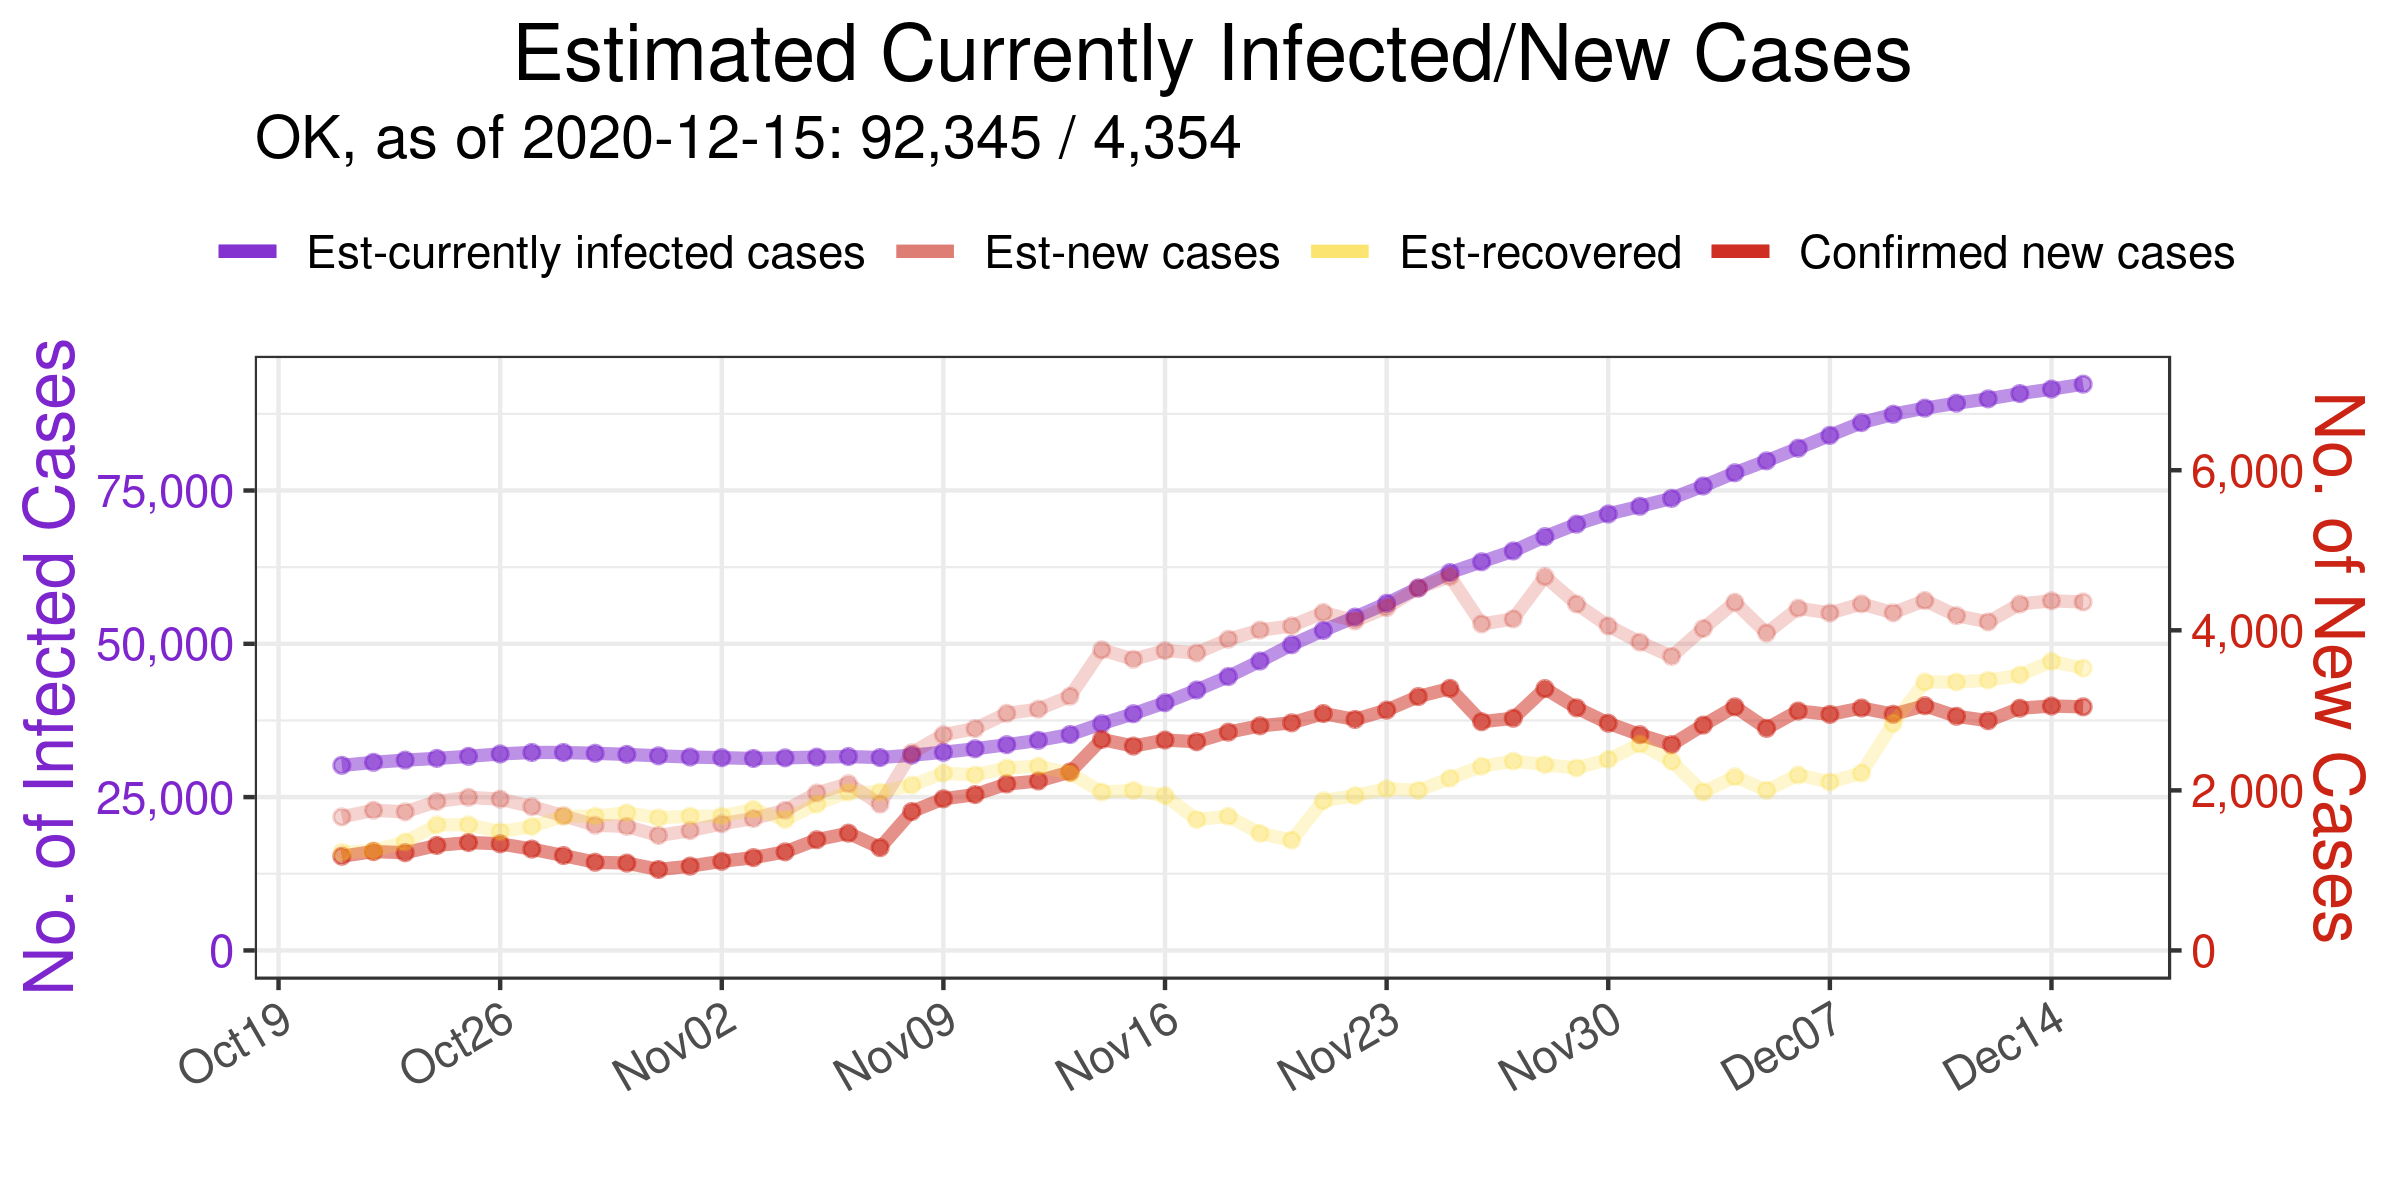 Estimated Currently Infected/New Cases
OK, as of 2020-12-15: 92,345 / 4,354
Est-currently infected cases Est-new cases Est-recovered Confirmed new cases
No. of Infected Cases
75,000
50,000
25,000
0
6,000
4,000
2,000
0
No. of New Cases
Oct19 Oct26 Nov02 Nov09 Nov16 Nov23 Nov30 Dec07 Dec14